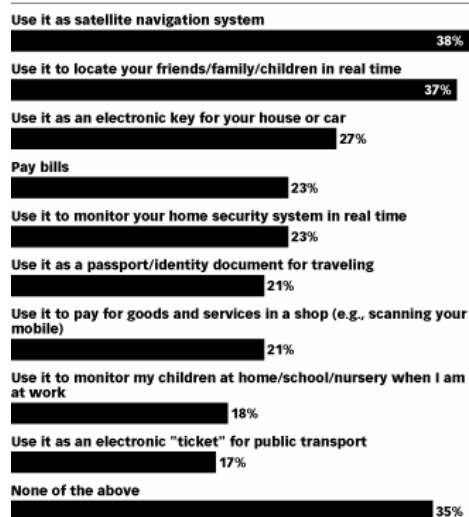 Use it as satellite navigation system
38%
Use it to locate your friends/family/children in real time
37%
Use it as an electronic key for your house or car
27%
Pay bills
23%
Use it to monitor your home security system in real time
23%
Use it as a passport/identity document for traveling
21%
Use it to pay for goods and services in a shop (e.g., scanning your
mobile)
21%
Use it to monitor my children at home/school/nursery when I am
at work
18%
Use it as an electronic "ticket" for public transport
17%
None of the above
35%